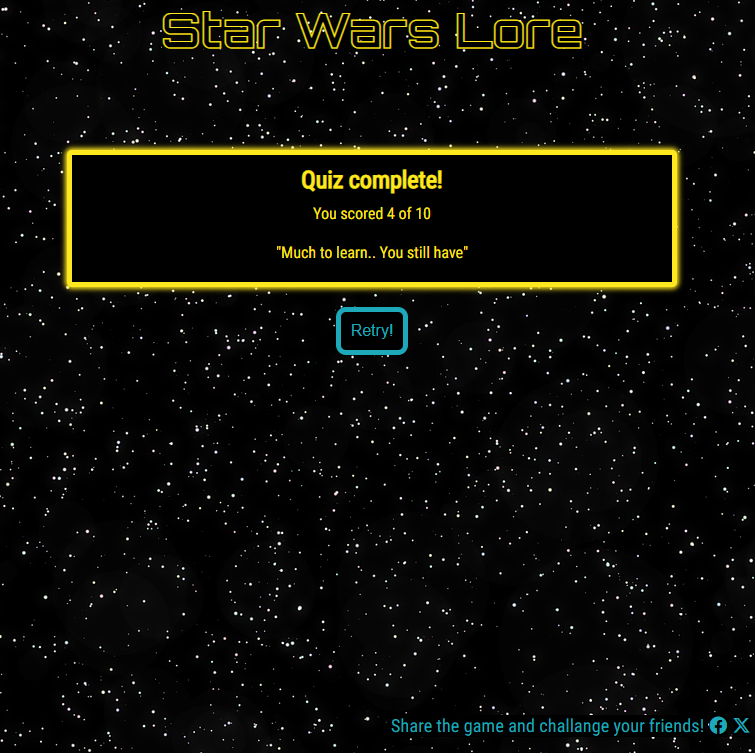 Star Wars Lore
Quiz complete!
You scored 4 of 10
"Much to learn.. You still have"
Retry!
Share the game and challange your friends!